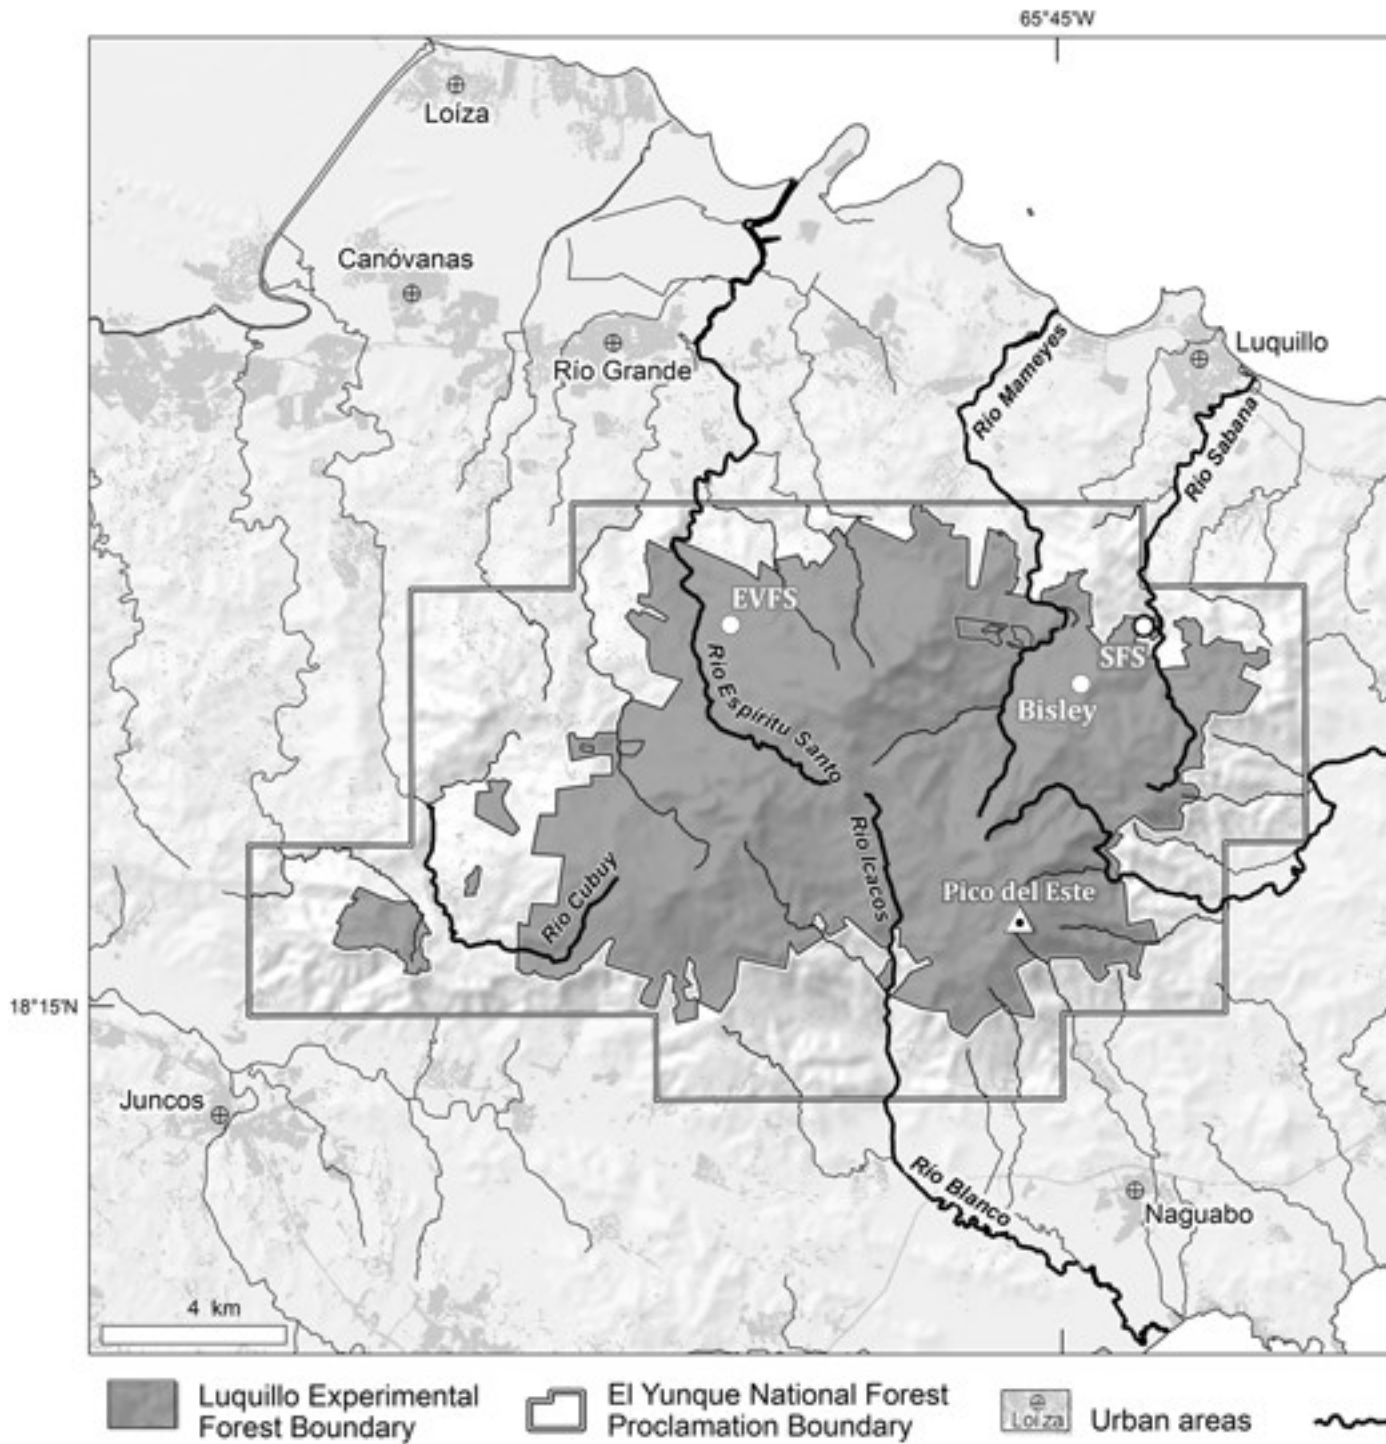 65°45'W
Loíza
Canóvanas
Río Grande
Luquillo
Río Mameyes
Río Sabana
EVFS
SFS
Río Espíritu Santo
Bisley
Río Icacos
Pico del Este
Río Cubuy
18°15'N
Juncos
Río Blanco
Naguabo
4 km
Luquillo Experimental
Forest Boundary
El Yunque National Forest
Proclamation Boundary
Loíza
Urban areas